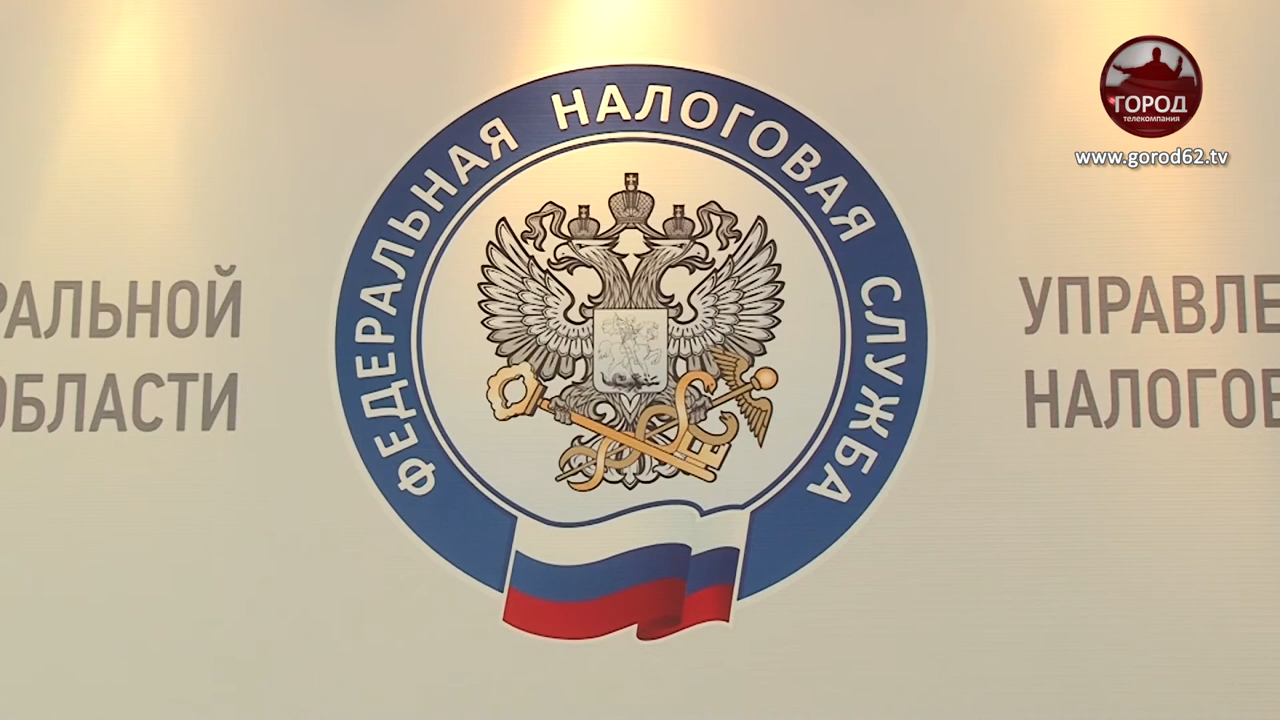 ГОРОД
телекомпания
www.gorod62.tv
ФЕДЕРАЛЬНАЯ НАЛОГОВАЯ СЛУЖБА
РАЛЬНОЙ
ОБЛАСТИ
УПРАВЛЕ
НАЛОГОВ